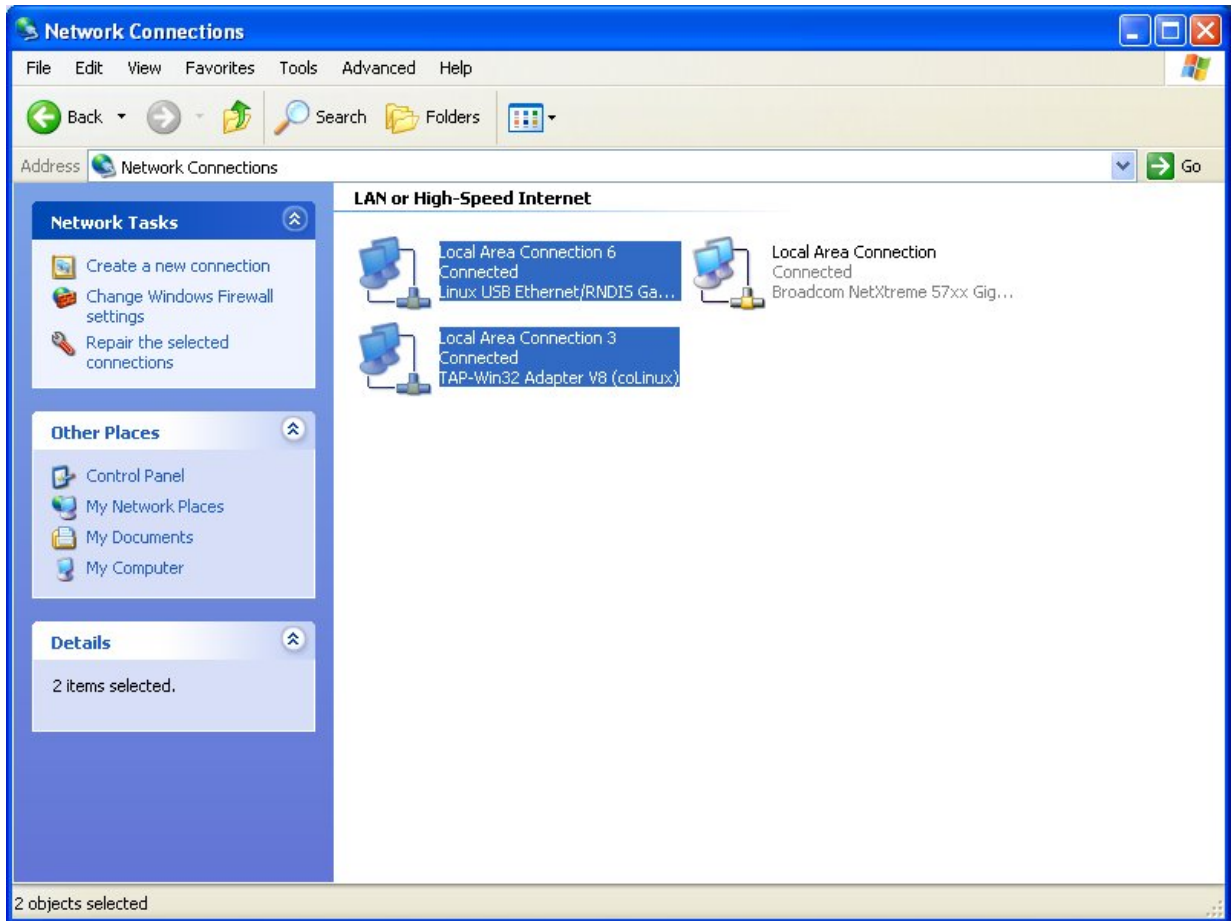 Network Connections
File Edit View Favorites Tools Advanced Help
Back Search Folders
Address Network Connections Go
Network Tasks
Create a new connection
Change Windows Firewall
settings
Repair the selected
connections
Other Places
Control Panel
My Network Places
My Documents
My Computer
Details
2 items selected.
LAN or High-Speed Internet
Local Area Connection 6
Connected
Linux USB Ethernet/RNDIS Ga...
Local Area Connection
Connected
Broadcom NetXtreme 57xx Gig...
Local Area Connection 3
Connected
TAP-Win32 Adapter V8 (coLinux)
2 objects selected